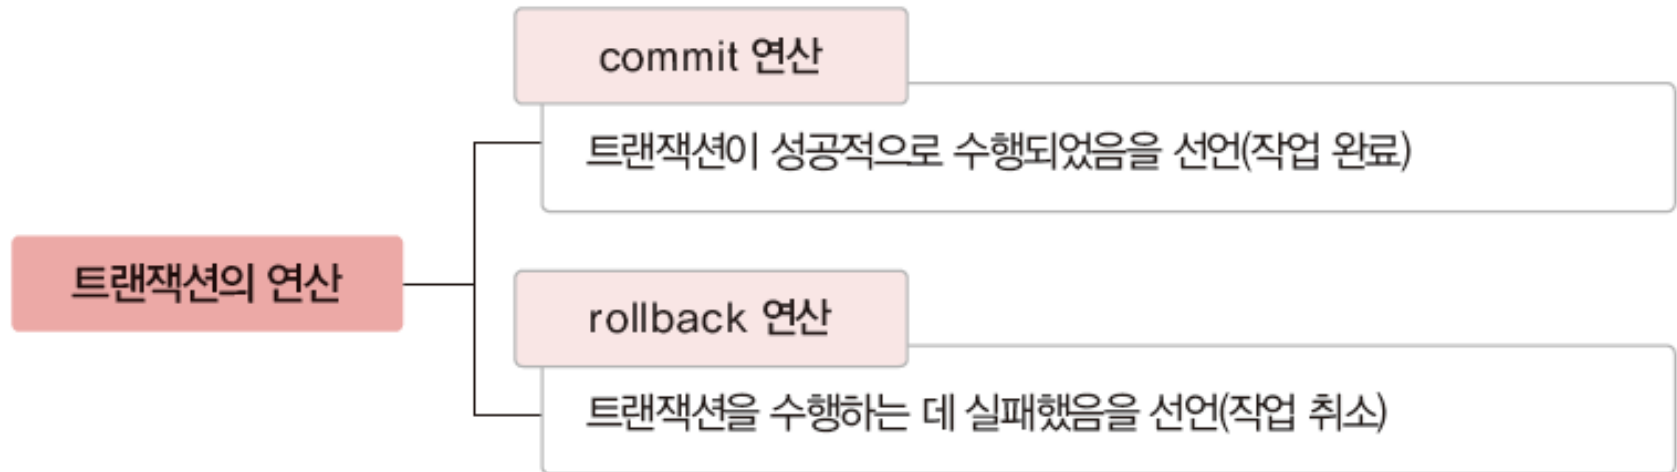 commit 연산
트랜잭션이 성공적으로 수행되었음을 선언(작업 완료)
트랜잭션의 연산
rollback 연산
트랜잭션을 수행하는 데 실패했음을 선언(작업 취소)